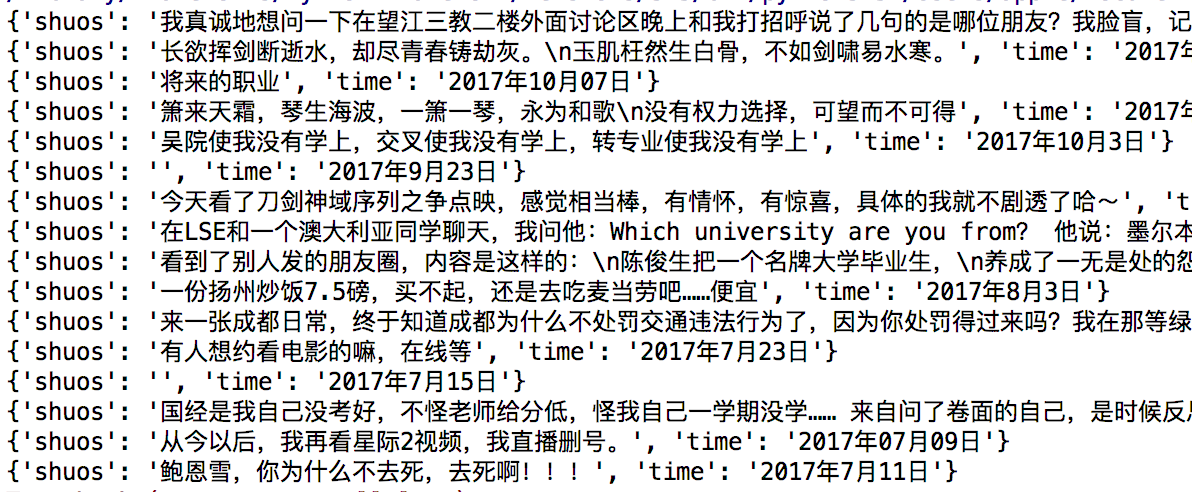 {'shuos': '我真诚地想问一下在望江三教二楼外面讨论区晚上和我打招呼说了几句的是哪位朋友？我脸盲，记
{'shuos': '长欲挥剑断逝水，却尽青春铸劫灰。\n玉肌枉然生白骨，不如剑啸易水寒。', 'time': '2017年
{'shuos': '将来的职业', 'time': '2017年10月07日'}
{'shuos': '箫来天霜，琴生海波，一箫一琴，永为和歌\n没有权力选择，可望而不可得', 'time': '2017年
{'shuos': '吴院使我没有学上，交叉使我没有学上，转专业使我没有学上', 'time': '2017年10月3日'}
{'shuos': '', 'time': '2017年9月23日'}
{'shuos': '今天看了刀剑神域序列之争点映，感觉相当棒，有情怀，有惊喜，具体的我就不剧透了哈～', 't
{'shuos': '在LSE和一个澳大利亚同学聊天，我问他：Which university are you from?  他说：墨尔本
{'shuos': '看到了别人发的朋友圈，内容是这样的：\n陈俊生把一个名牌大学毕业生，\n养成了一无是处的怨
{'shuos': '一份扬州炒饭7.5磅，买不起，还是去吃麦当劳吧……便宜', 'time': '2017年8月3日'}
{'shuos': '来一张成都日常，终于知道成都为什么不处罚交通违法行为了，因为你处罚得过来吗？我在那等绿
{'shuos': '有人想约看电影的嘛，在线等', 'time': '2017年7月23日'}
{'shuos': '', 'time': '2017年7月15日'}
{'shuos': '国经是我自己没考好，不怪老师给分低，怪我自己一学期没学…… 来自问了卷面的自己，是时候反
{'shuos': '从今以后，我再看星际2视频，我直播删号。', 'time': '2017年07月09日'}
{'shuos': '鲍恩雪，你为什么不去死，去死啊！！！', 'time': '2017年7月11日'}